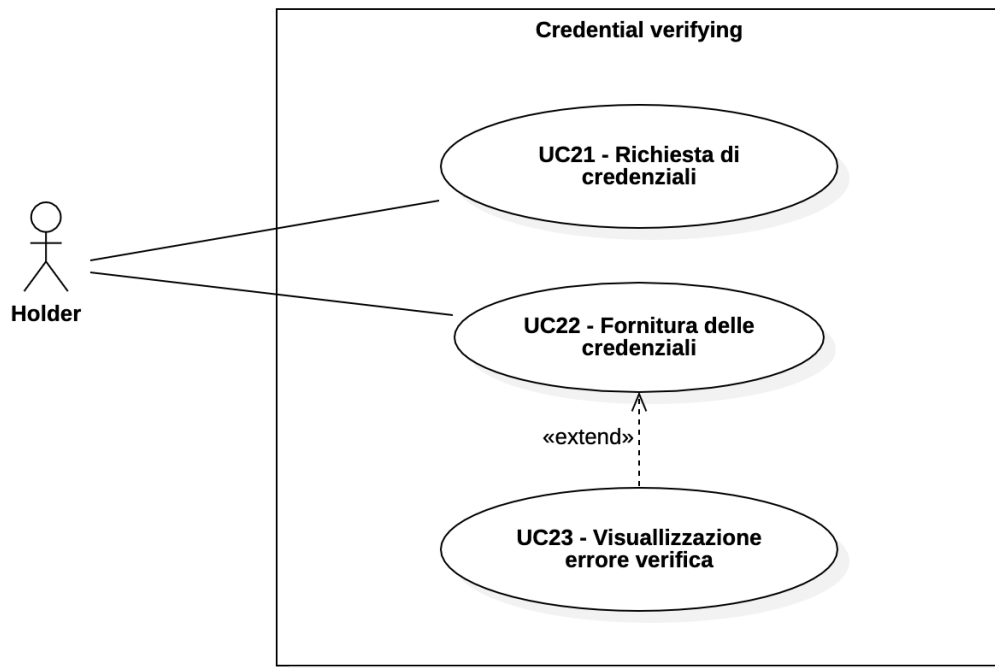 Credential verifying
UC21 - Richiesta di
credenziali
Holder
UC22 - Fornitura delle
credenziali
«extend»
UC23 - Visuallizzazione
errore verifica